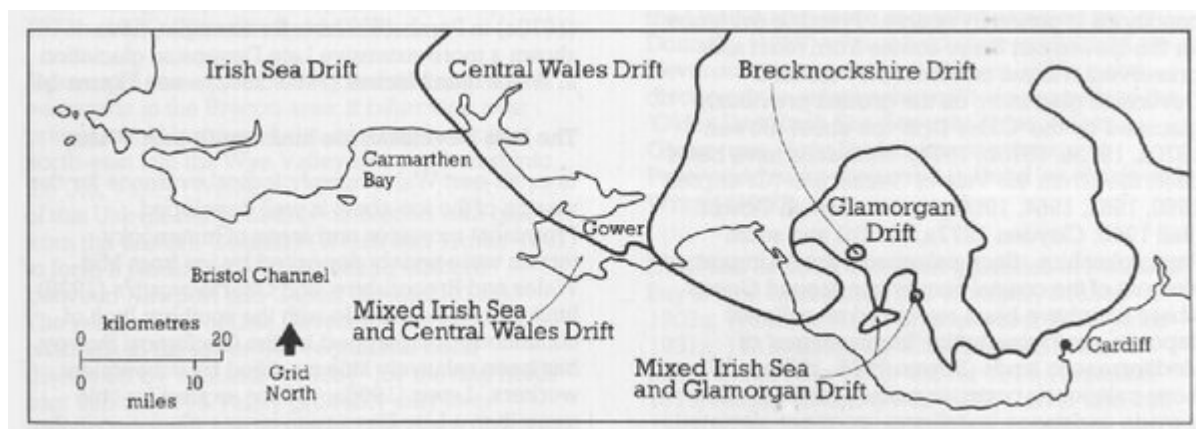 Irish Sea Drift
Central Wales Drift
Brecknockshire Drift
Carmarthen
Bay
Gower
Glamorgan
Drift
Bristol Channel
Mixed Irish Sea
and Central Wales Drift
kilometres
0 20
0 10
miles
Grid
North
Cardiff
Mixed Irish Sea
and Glamorgan Drift